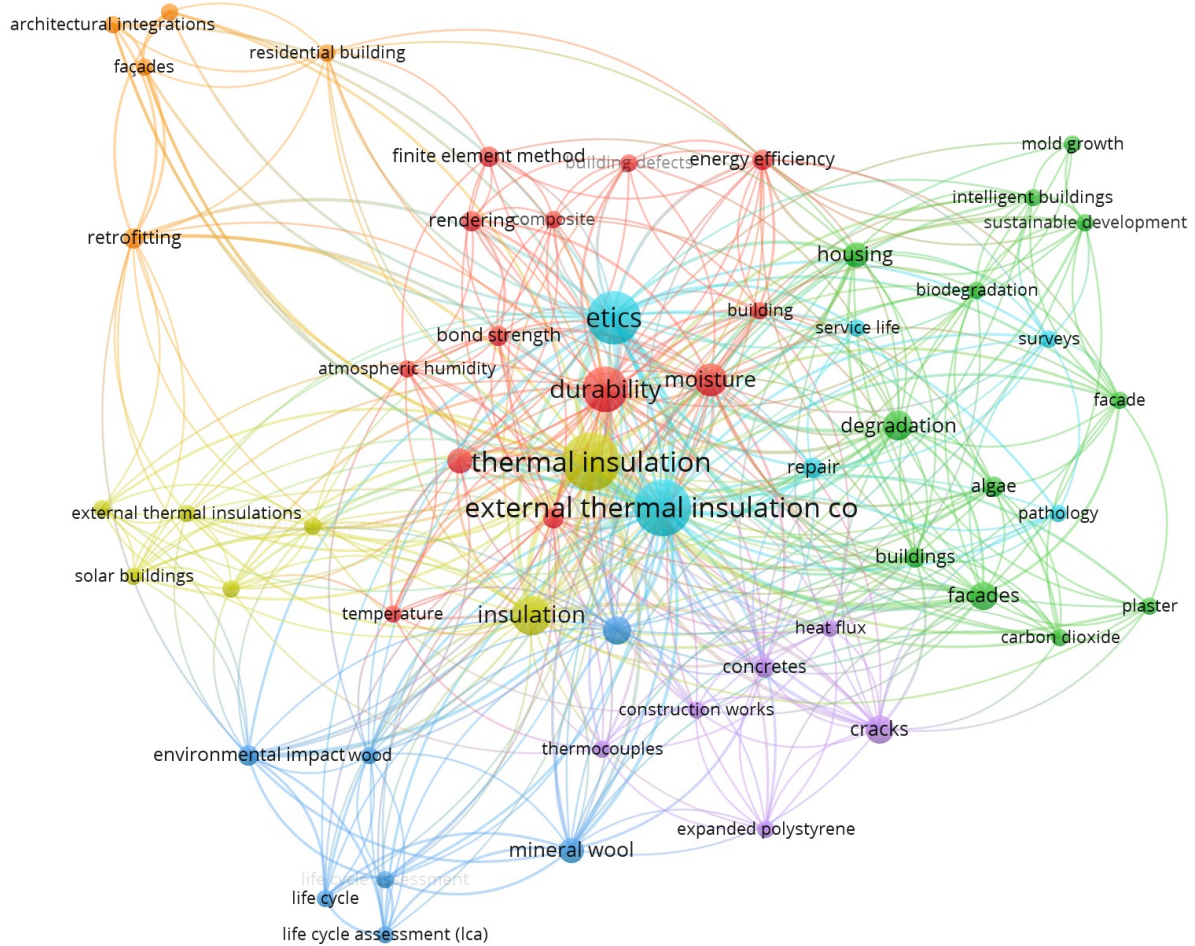 architectural integrations
façades
residential building
finite element method
building defects
energy efficiency
mold growth
intelligent buildings
sustainable development
rendering
composite
retrofitting
housing
biodegradation
etics
building
service life
surveys
bond strength
atmospheric humidity
durability
moisture
facade
degradation
thermal insulation
repair
algae
external thermal insulation co
pathology
external thermal insulations
buildings
solar buildings
facades
plaster
temperature
insulation
heat flux
carbon dioxide
concretes
construction works
cracks
thermocouples
environmental impact
wood
expanded polystyrene
mineral wool
life cycle assessment
life cycle
life cycle assessment (lca)